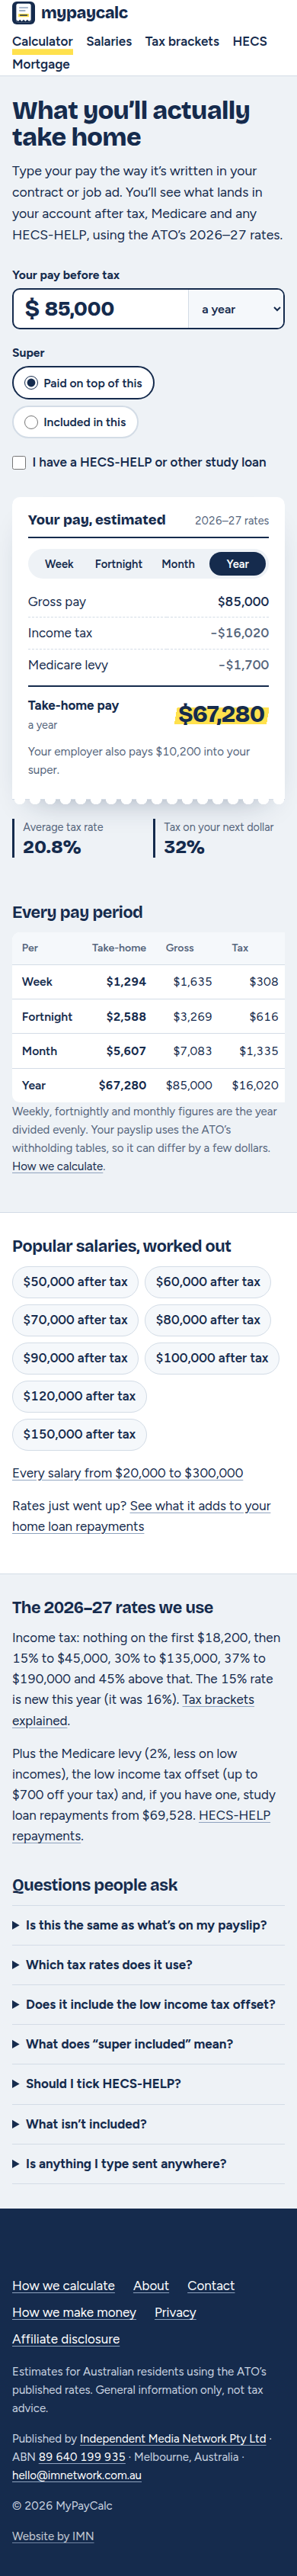 mypaycalc
Calculator Salaries Tax brackets HECS
Mortgage
What you’ll actually
take home
Type your pay the way it’s written in your
contract or job ad. You’ll see what lands in
your account after tax, Medicare and any
HECS-HELP, using the ATO’s 2026–27 rates.
Your pay before tax
$ 85,000 a year
Super
Paid on top of this
Included in this
I have a HECS-HELP or other study loan
Your pay, estimated 2026–27 rates
Week Fortnight Month Year
Gross pay $85,000
Income tax −$16,020
Medicare levy −$1,700
Take-home pay
a year
$67,280
Your employer also pays $10,200 into your
super.
Average tax rate Tax on your next dollar
20.8% 32%
Every pay period
Per Take-home Gross Tax
Week $1,294 $1,635 $308
Fortnight $2,588 $3,269 $616
Month $5,607 $7,083 $1,335
Year $67,280 $85,000 $16,020
Weekly, fortnightly and monthly figures are the year
divided evenly. Your payslip uses the ATO’s
withholding tables, so it can differ by a few dollars.
How we calculate.
Popular salaries, worked out
$50,000 after tax $60,000 after tax
$70,000 after tax $80,000 after tax
$90,000 after tax $100,000 after tax
$120,000 after tax
$150,000 after tax
Every salary from $20,000 to $300,000
Rates just went up? See what it adds to your
home loan repayments
The 2026–27 rates we use
Income tax: nothing on the first $18,200, then
15% to $45,000, 30% to $135,000, 37% to
$190,000 and 45% above that. The 15% rate
is new this year (it was 16%). Tax brackets
explained.
Plus the Medicare levy (2%, less on low
incomes), the low income tax offset (up to
$700 off your tax) and, if you have one, study
loan repayments from $69,528. HECS-HELP
repayments.
Questions people ask
Is this the same as what’s on my payslip?
Which tax rates does it use?
Does it include the low income tax offset?
What does “super included” mean?
Should I tick HECS-HELP?
What isn’t included?
Is anything I type sent anywhere?
How we calculate About Contact
How we make money Privacy
Affiliate disclosure
Estimates for Australian residents using the ATO’s
published rates. General information only, not tax
advice.
Published by Independent Media Network Pty Ltd ·
ABN 89 640 199 935 · Melbourne, Australia ·
hello@imnetwork.com.au
© 2026 MyPayCalc
Website by IMN